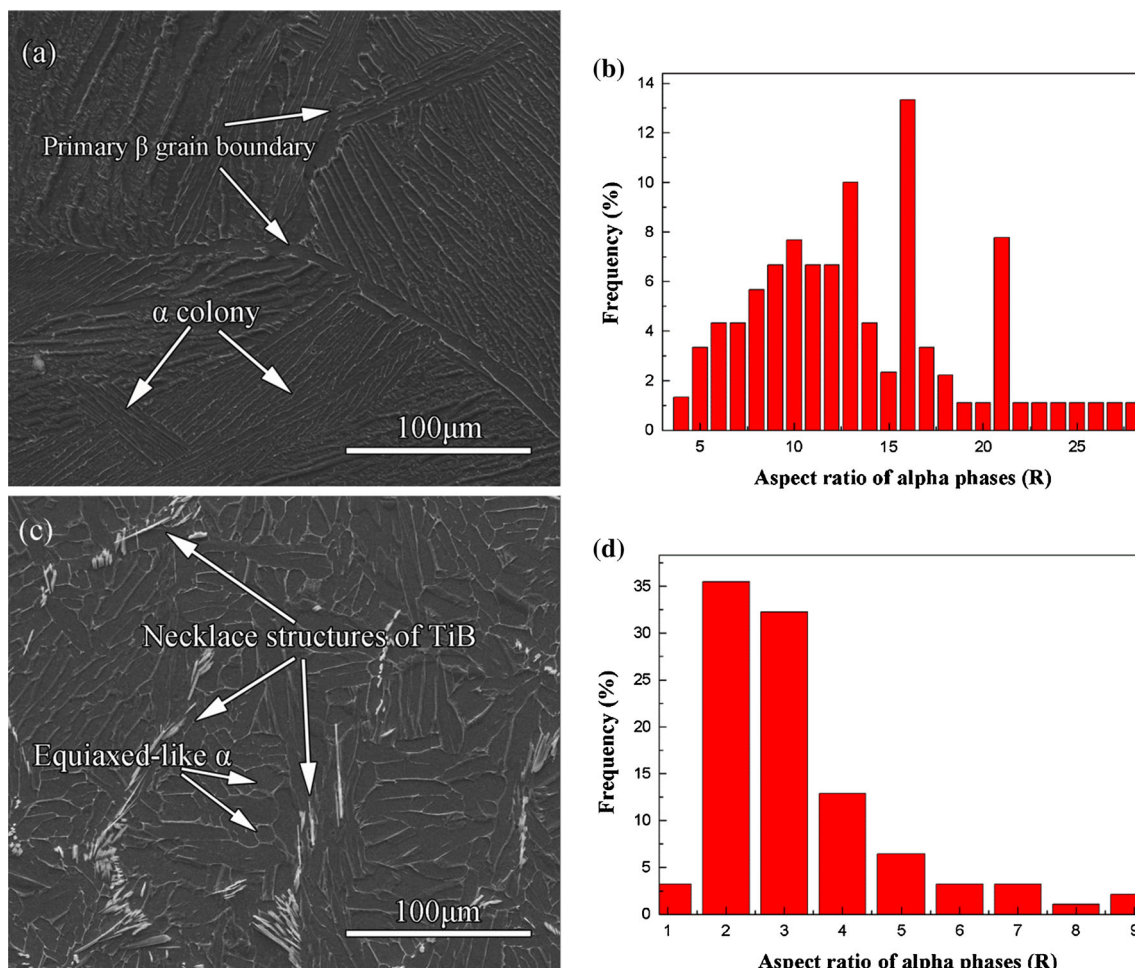 (a)
Primary β grain boundary
α colony
100μm
(b)
14
12
10
8
6
4
2
0
Frequency (%)
5 10 15 20 25
Aspect ratio of alpha phases (R)
(c)
Necklace structures of TiB
Equiaxed-like α
100μm
(d)
35
30
25
20
15
10
5
0
Frequency (%)
1 2 3 4 5 6 7 8 9
Aspect ratio of alpha phases (R)